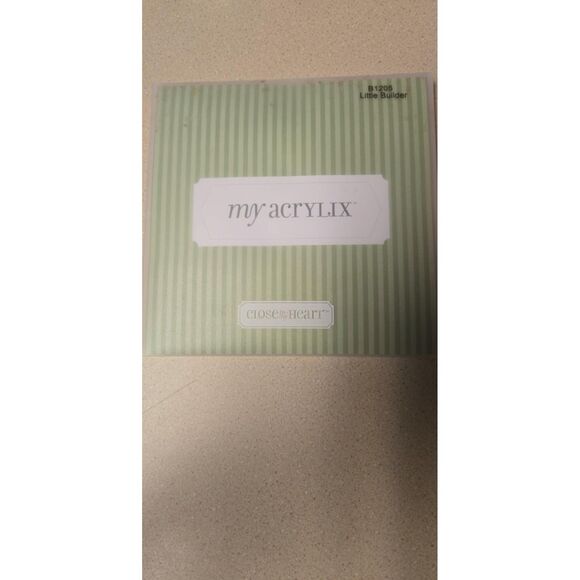 B1205
Little Builder
my acrYLIX™
CLOSE TO MY HEART™